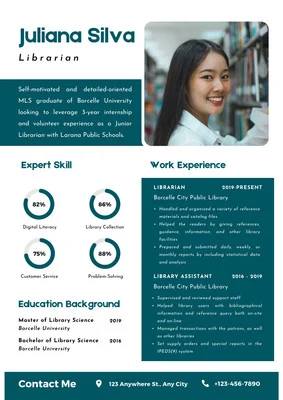 Juliana Silva
Librarian
Self-motivated and detailed-oriented
MLS graduate of Barcelle University
looking to leverage 3-year internship
and volunteer experience as a Junior
Librarian with Larana Public Schools.
Expert Skill
82%
86%
Digital Literacy
Library Collection
75%
88%
Customer Service
Problem Solving
Education Background
Master of Library Science 2019
Barcelle University
Bachelor of Library Science 2016
Barcelle University
Work Experience
LIBRARIAN 2019-PRESENT
Barcelle City Public Library
• Handled and organized a variety of reference
materials and catalog files
• Helped the readers by giving references,
guidance, information, and other library
facilities
• Prepared and submitted daily, weekly, or
monthly reports by including statistical data
and analysis
LIBRARY ASSISTANT 2016 - 2019
Barcelle City Public Library
• Supervised and reviewed support staff
• Helped library users with bibliographical
information and reference query both on-site
and on-line
• Managed transactions with the patrons, as well
as other libraries
• Set supply orders and special reports in the
IPEDS(9) system
Contact Me
123 Anywhere St., Any City
+123-456-7890